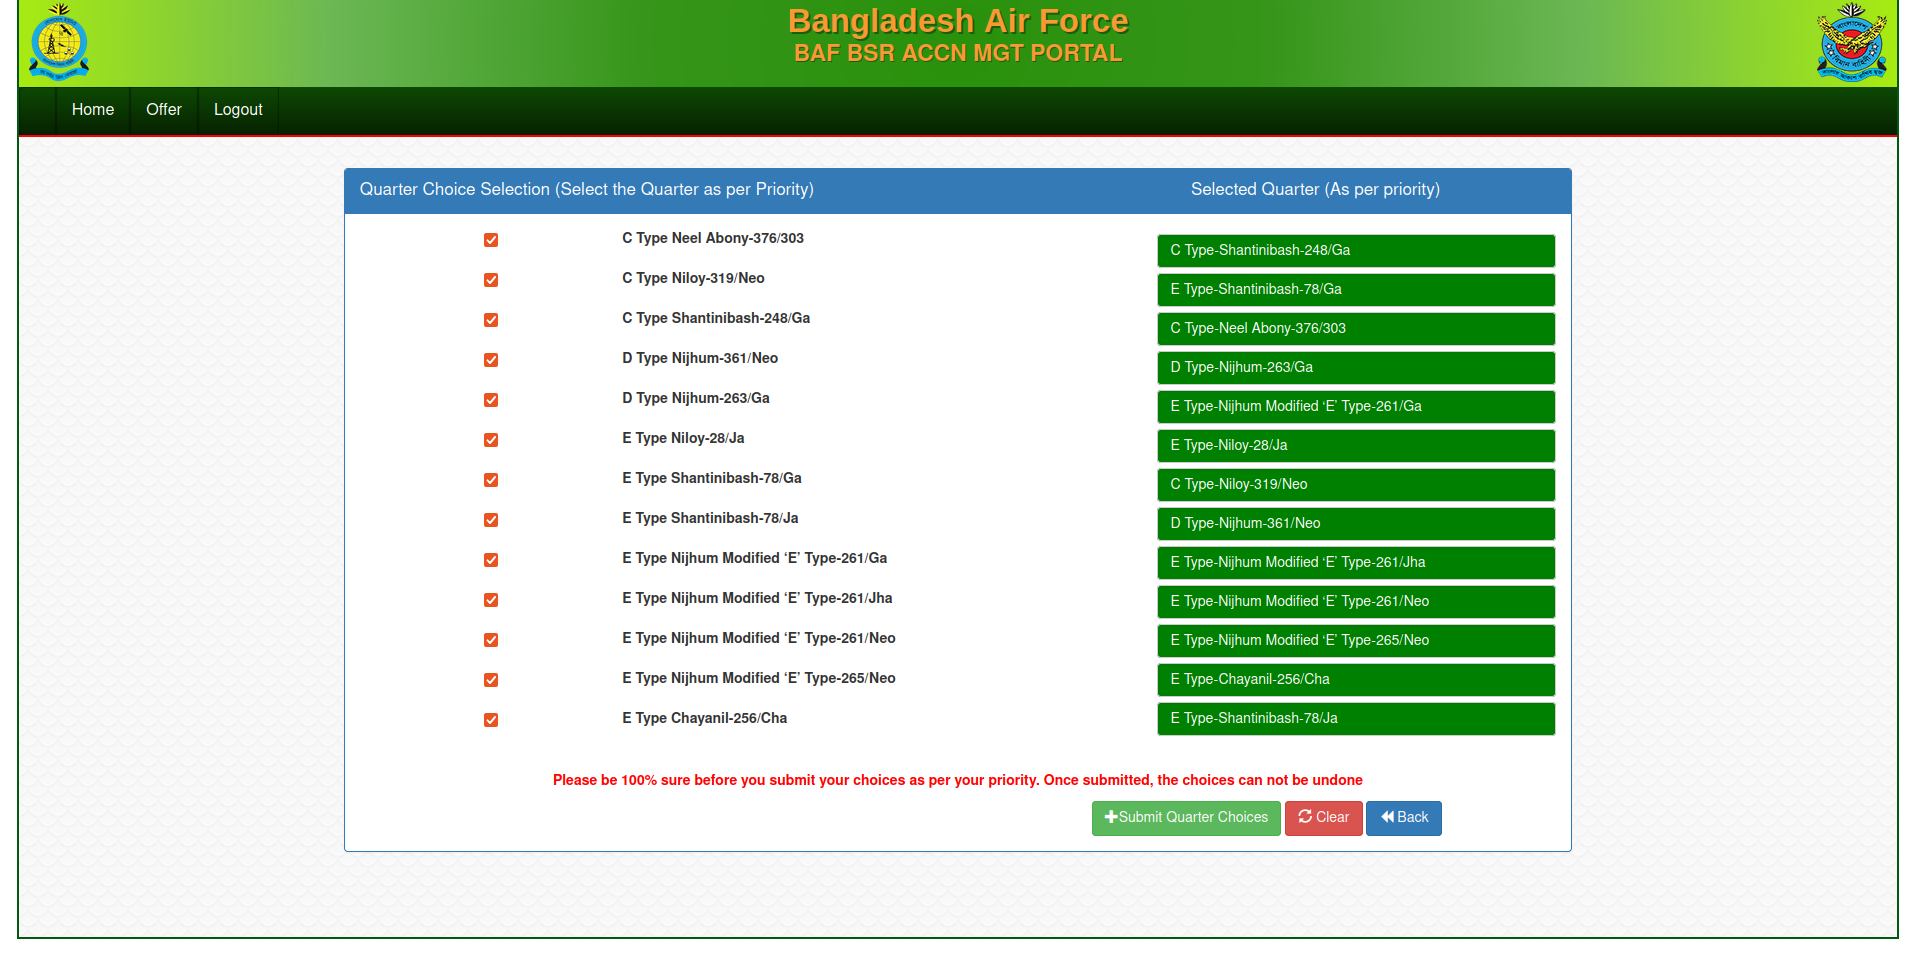 Bangladesh Air Force
BAF BSR ACCN MGT PORTAL
Home Offer Logout
Quarter Choice Selection (Select the Quarter as per Priority)
Selected Quarter (As per priority)
C Type Neel Abony-376/303
C Type Niloy-319/Neo
C Type Shantinibash-248/Ga
D Type Nijhum-361/Neo
D Type Nijhum-263/Ga
E Type Niloy-28/Ja
E Type Shantinibash-78/Ga
E Type Shantinibash-78/Ja
E Type Nijhum Modified ‘E’ Type-261/Ga
E Type Nijhum Modified ‘E’ Type-261/Jha
E Type Nijhum Modified ‘E’ Type-261/Neo
E Type Nijhum Modified ‘E’ Type-265/Neo
E Type Chayanil-256/Cha
C Type-Shantinibash-248/Ga
E Type-Shantinibash-78/Ga
C Type-Neel Abony-376/303
D Type-Nijhum-263/Ga
E Type-Nijhum Modified ‘E’ Type-261/Ga
E Type-Niloy-28/Ja
C Type-Niloy-319/Neo
D Type-Nijhum-361/Neo
E Type-Nijhum Modified ‘E’ Type-261/Jha
E Type-Nijhum Modified ‘E’ Type-261/Neo
E Type-Nijhum Modified ‘E’ Type-265/Neo
E Type-Chayanil-256/Cha
E Type-Shantinibash-78/Ja
Please be 100% sure before you submit your choices as per your priority. Once submitted, the choices can not be undone
Submit Quarter Choices Clear Back